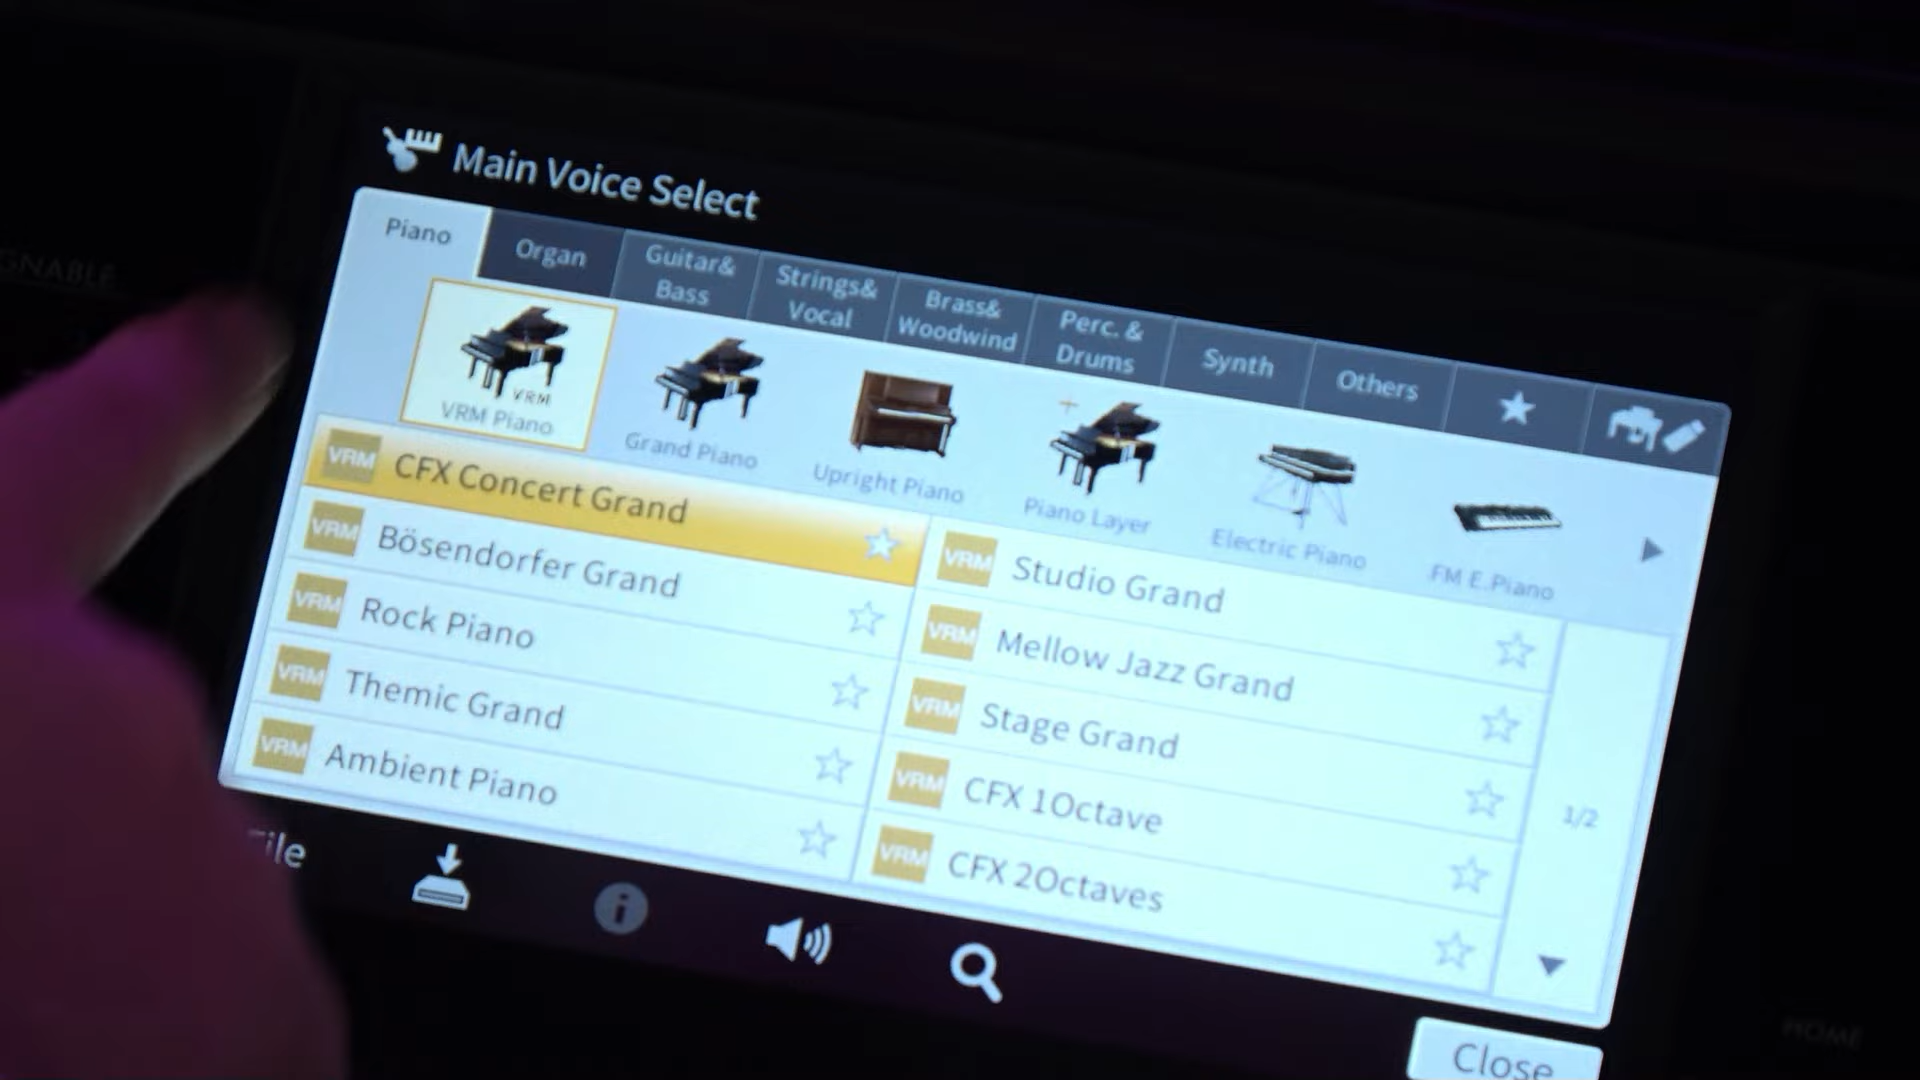 Main Voice Select
Piano
Organ
Guitar&
Bass
Strings&
Vocal
Brass&
Woodwind
Perc. &
Drums
Synth
Others
VRM
VRM Piano
Grand Piano
Upright Piano
Piano Layer
Electric Piano
FM E.Piano
VRM CFX Concert Grand
VRM Bösendorfer Grand
VRM Rock Piano
VRM Themic Grand
VRM Ambient Piano
VRM Studio Grand
VRM Mellow Jazz Grand
VRM Stage Grand
VRM CFX 1Octave
VRM CFX 2Octaves
1/2
Close
HOME